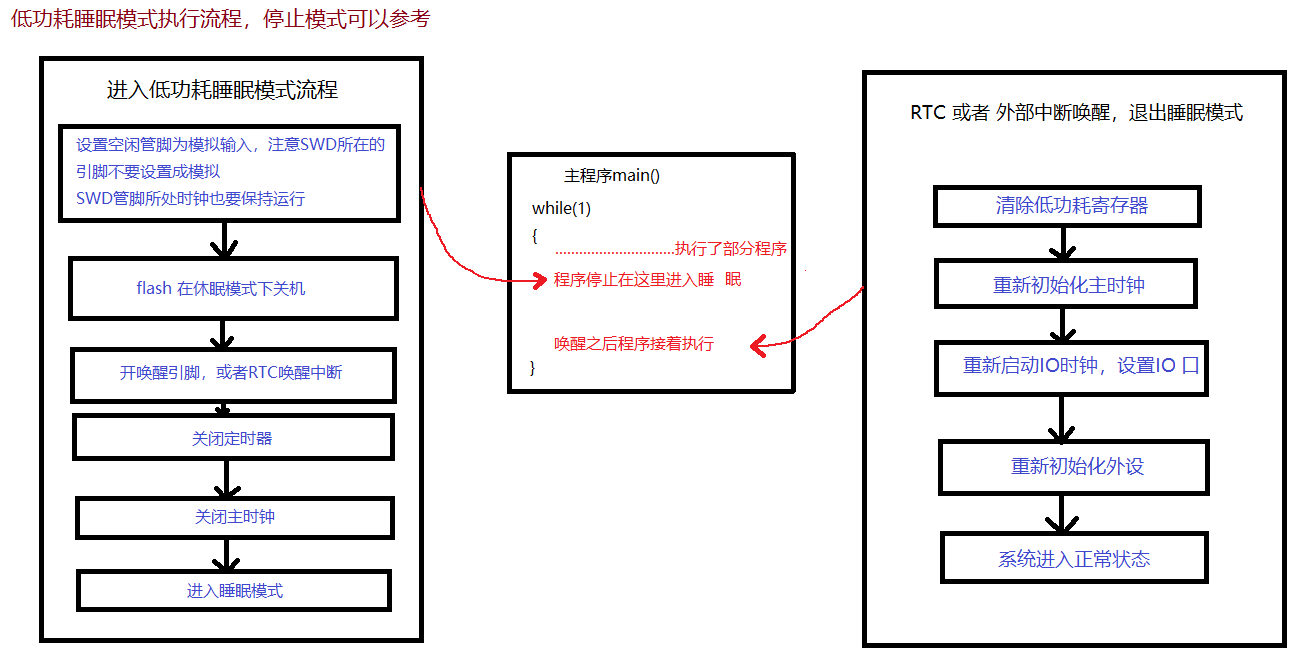 低功耗睡眠模式执行流程，停止模式可以参考
进入低功耗睡眠模式流程
设置空闲管脚为模拟输入，注意SWD所在的
引脚不要设置成模拟
SWD管脚所处时钟也要保持运行
flash 在休眠模式下关机
开唤醒引脚，或者RTC唤醒中断
关闭定时器
关闭主时钟
进入睡眠模式
主程序main()
while(1)
{
..............................执行了部分程序
程序停止在这里进入睡 眠
唤醒之后程序接着执行
}
RTC 或者 外部中断唤醒，退出睡眠模式
清除低功耗寄存器
重新初始化主时钟
重新启动IO时钟，设置IO 口
重新初始化外设
系统进入正常状态